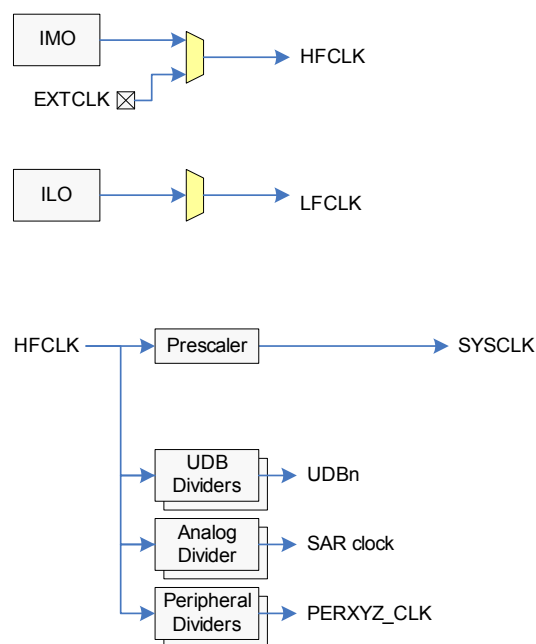 IMO
HFCLK
EXTCLK
ILO
LFCLK
HFCLK
Prescaler
SYSCLK
UDB
Dividers
UDBn
Analog
Divider
SAR clock
Peripheral
Dividers
PERXYZ_CLK